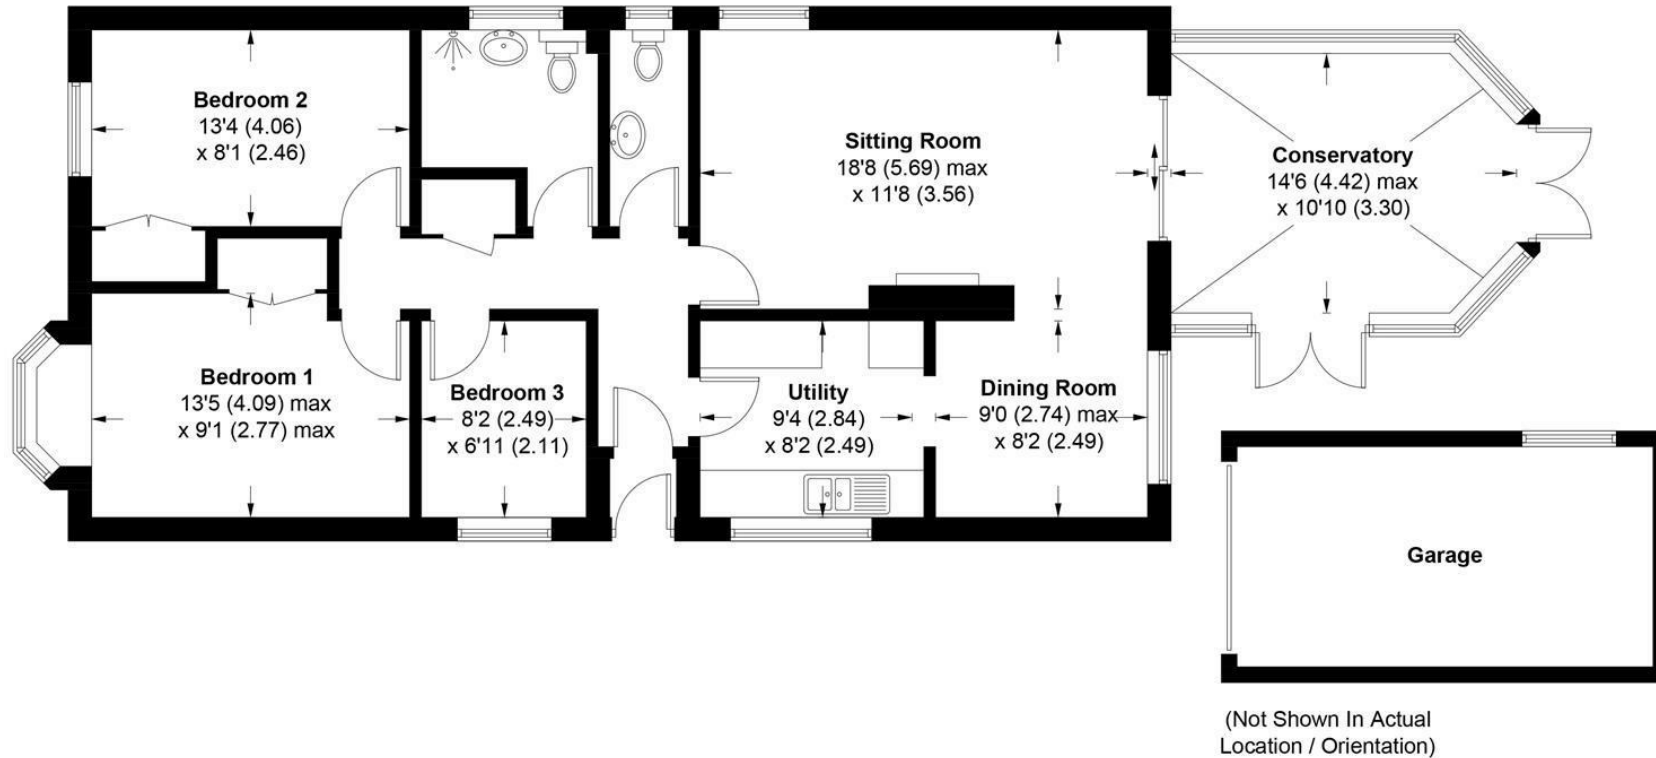 Bedroom 2
13'4 (4.06)
x 8'1 (2.46)
Sitting Room
18'8 (5.69) max
x 11'8 (3.56)
Conservatory
14'6 (4.42) max
x 10'10 (3.30)
Bedroom 1
13'5 (4.09) max
x 9'1 (2.77) max
Bedroom 3
8'2 (2.49)
x 6'11 (2.11)
Utility
9'4 (2.84)
x 8'2 (2.49)
Dining Room
9'0 (2.74) max
x 8'2 (2.49)
Garage
(Not Shown In Actual
Location / Orientation)